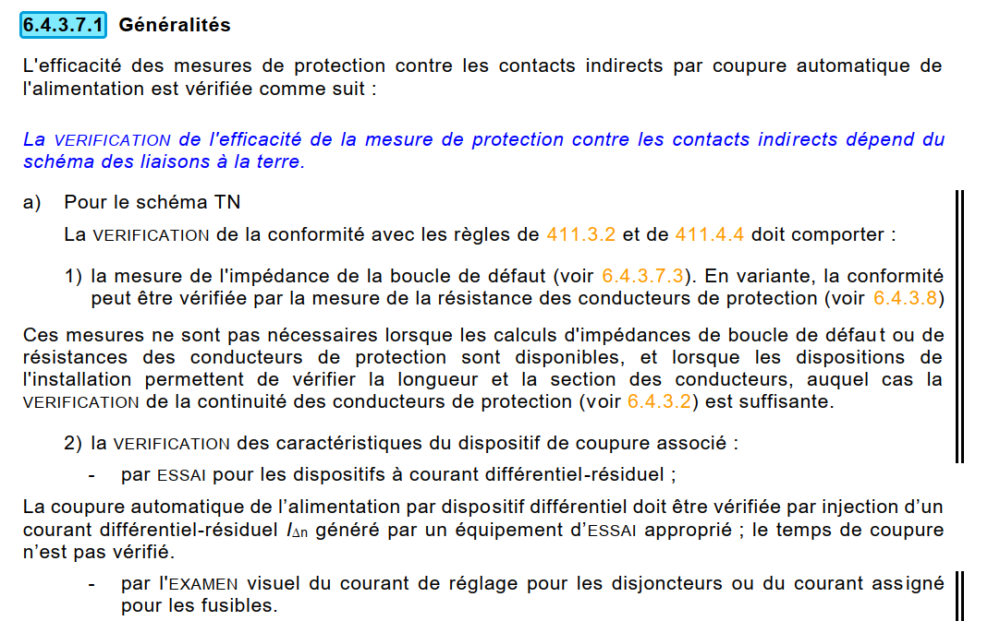 6.4.3.7.1 Généralités
L'efficacité des mesures de protection contre les contacts indirects par coupure automatique de
l'alimentation est vérifiée comme suit :
La VERIFICATION de l'efficacité de la mesure de protection contre les contacts indirects dépend du
schéma des liaisons à la terre.
a) Pour le schéma TN
La VERIFICATION de la conformité avec les règles de 411.3.2 et de 411.4.4 doit comporter :
1) la mesure de l'impédance de la boucle de défaut (voir 6.4.3.7.3). En variante, la conformité
peut être vérifiée par la mesure de la résistance des conducteurs de protection (voir 6.4.3.8)
Ces mesures ne sont pas nécessaires lorsque les calculs d'impédances de boucle de défaut ou de
résistances des conducteurs de protection sont disponibles, et lorsque les dispositions de
l'installation permettent de vérifier la longueur et la section des conducteurs, auquel cas la
VERIFICATION de la continuité des conducteurs de protection (voir 6.4.3.2) est suffisante.
2) la VERIFICATION des caractéristiques du dispositif de coupure associé :
- par ESSAI pour les dispositifs à courant différentiel-résiduel ;
La coupure automatique de l’alimentation par dispositif différentiel doit être vérifiée par injection d’un
courant différentiel-résiduel IΔn généré par un équipement d’ESSAI approprié ; le temps de coupure
n’est pas vérifié.
- par l'EXAMEN visuel du courant de réglage pour les disjoncteurs ou du courant assigné
pour les fusibles.